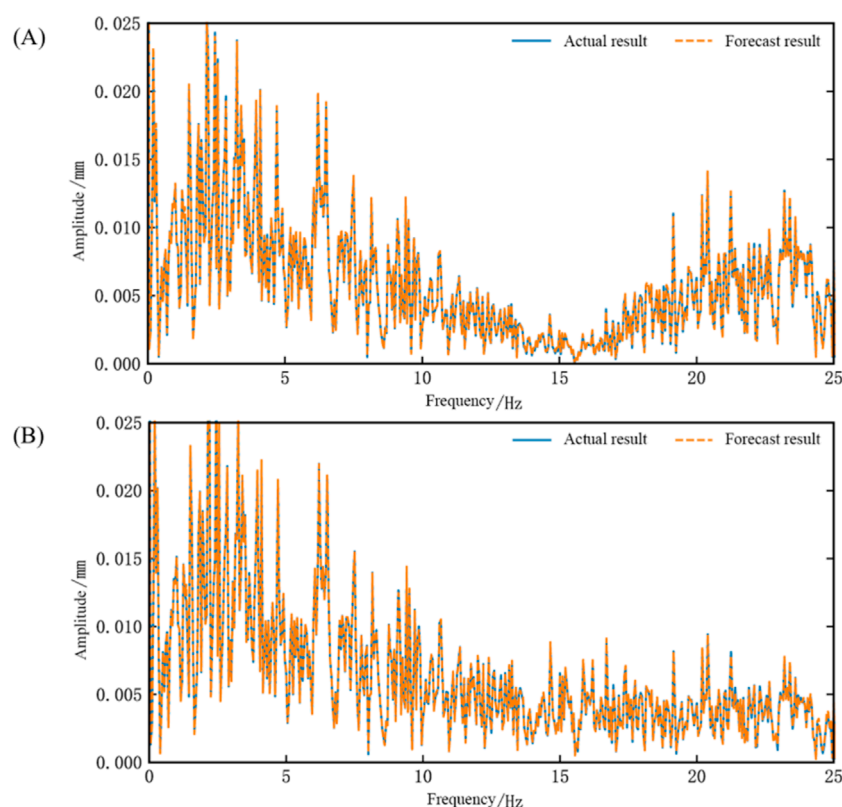 (A)
Actual result Forecast result
0.025
0.020
0.015
0.010
0.005
0.000
Amplitude/mm
0 5 10 15 20 25
Frequency/Hz
(B)
Actual result Forecast result
0.025
0.020
0.015
0.010
0.005
0.000
Amplitude/mm
0 5 10 15 20 25
Frequency/Hz